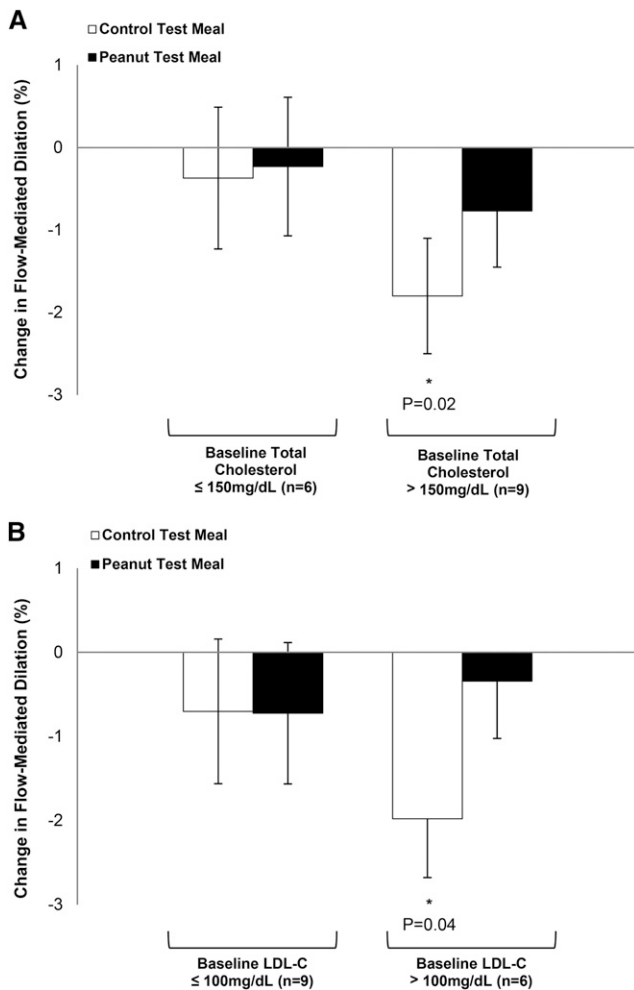 A
Control Test Meal
Peanut Test Meal
Change in Flow-Mediated Dilation (%)
1
0
-1
-2
-3
*
P=0.02
Baseline Total
Cholesterol
≤ 150mg/dL (n=6)
Baseline Total
Cholesterol
> 150mg/dL (n=9)
B
Control Test Meal
Peanut Test Meal
Change in Flow-Mediated Dilation (%)
1
0
-1
-2
-3
*
P=0.04
Baseline LDL-C
≤ 100mg/dL (n=9)
Baseline LDL-C
> 100mg/dL (n=6)